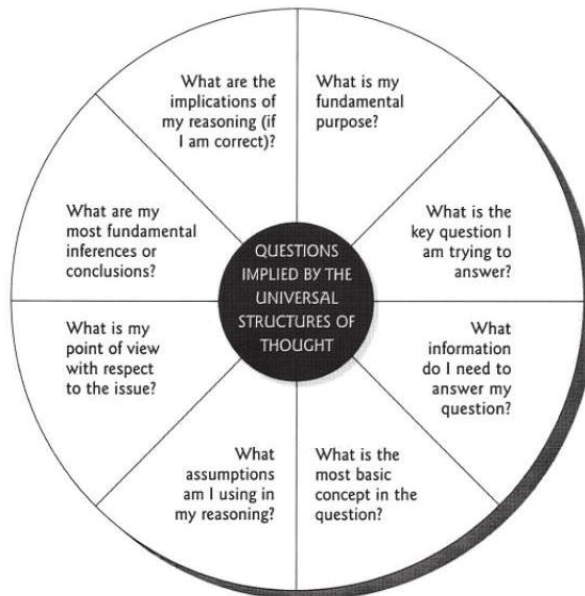 What are the
implications of
my reasoning (if
I am correct)?
What is my
fundamental
purpose?
What is the
key question I
am trying to
answer?
What
information
do I need to
answer my
question?
What is the
most basic
concept in the
question?
What
assumptions
am I using in
my reasoning?
What is my
point of view
with respect
to the issue?
What are my
most fundamental
inferences or
conclusions?
QUESTIONS
IMPLIED BY THE
UNIVERSAL
STRUCTURES OF
THOUGHT